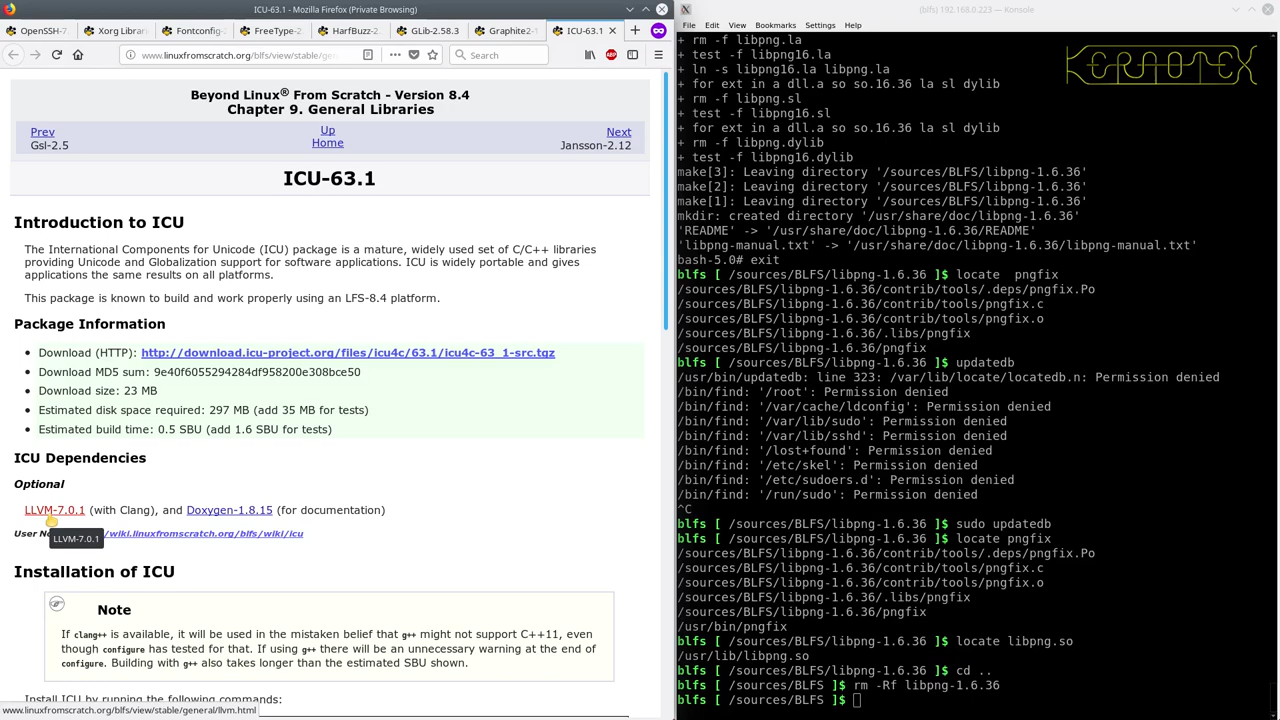 ICU-63.1 - Mozilla Firefox (Private Browsing)
OpenSSH-7
Xorg Librar
Fontconfig-2
FreeType-2
HarfBuzz-2
GLib-2.58.3
Graphite2-1
ICU-63.1
www.linuxfromscratch.org/blfs/view/stable/gen
Search
Beyond Linux® From Scratch - Version 8.4
Chapter 9. General Libraries
Prev
Up
Next
Gsl-2.5
Home
Jansson-2.12
ICU-63.1
Introduction to ICU
The International Components for Unicode (ICU) package is a mature, widely used set of C/C++ libraries
providing Unicode and Globalization support for software applications. ICU is widely portable and gives
applications the same results on all platforms.
This package is known to build and work properly using an LFS-8.4 platform.
Package Information
Download (HTTP): http://download.icu-project.org/files/icu4c/63.1/icu4c-63_1-src.tgz
Download MD5 sum: 9e40f6055294284df958200e308bce50
Download size: 23 MB
Estimated disk space required: 297 MB (add 35 MB for tests)
Estimated build time: 0.5 SBU (add 1.6 SBU for tests)
ICU Dependencies
Optional
LLVM-7.0.1 (with Clang), and Doxygen-1.8.15 (for documentation)
User No
/wiki.linuxfromscratch.org/blfs/wiki/icu
LLVM-7.0.1
Installation of ICU
Note
If clang++ is available, it will be used in the mistaken belief that g++ might not support C++11, even
though configure has tested for that. If using g++ there will be an unnecessary warning at the end of
configure. Building with g++ also takes longer than the estimated SBU shown.
Install ICU by running the following commands:
www.linuxfromscratch.org/blfs/view/stable/general/llvm.html
(blfs) 192.168.0.223 — Konsole
File Edit View Bookmarks Settings Help
KERNOTEX
+ rm -f libpng.la
+ test -f libpng16.la
+ ln -s libpng16.la libpng.la
+ for ext in a dll.a so so.16.36 la sl dylib
+ rm -f libpng.sl
+ test -f libpng16.sl
+ for ext in a dll.a so so.16.36 la sl dylib
+ rm -f libpng.dylib
+ test -f libpng16.dylib
make[3]: Leaving directory '/sources/BLFS/libpng-1.6.36'
make[2]: Leaving directory '/sources/BLFS/libpng-1.6.36'
make[1]: Leaving directory '/sources/BLFS/libpng-1.6.36'
mkdir: created directory '/usr/share/doc/libpng-1.6.36'
'README' -> '/usr/share/doc/libpng-1.6.36/README'
'libpng-manual.txt' -> '/usr/share/doc/libpng-1.6.36/libpng-manual.txt'
bash-5.0# exit
blfs [ /sources/BLFS/libpng-1.6.36 ]$ locate  pngfix
/sources/BLFS/libpng-1.6.36/contrib/tools/.deps/pngfix.Po
/sources/BLFS/libpng-1.6.36/contrib/tools/pngfix.c
/sources/BLFS/libpng-1.6.36/contrib/tools/pngfix.o
/sources/BLFS/libpng-1.6.36/.libs/pngfix
/sources/BLFS/libpng-1.6.36/pngfix
blfs [ /sources/BLFS/libpng-1.6.36 ]$ updatedb
/usr/bin/updatedb: line 323: /var/lib/locate/locatedb.n: Permission denied
/bin/find: '/root': Permission denied
/bin/find: '/var/cache/ldconfig': Permission denied
/bin/find: '/var/lib/sudo': Permission denied
/bin/find: '/var/lib/sshd': Permission denied
/bin/find: '/lost+found': Permission denied
/bin/find: '/etc/skel': Permission denied
/bin/find: '/etc/sudoers.d': Permission denied
/bin/find: '/run/sudo': Permission denied
^C
blfs [ /sources/BLFS/libpng-1.6.36 ]$ sudo updatedb
blfs [ /sources/BLFS/libpng-1.6.36 ]$ locate pngfix
/sources/BLFS/libpng-1.6.36/contrib/tools/.deps/pngfix.Po
/sources/BLFS/libpng-1.6.36/contrib/tools/pngfix.c
/sources/BLFS/libpng-1.6.36/contrib/tools/pngfix.o
/sources/BLFS/libpng-1.6.36/.libs/pngfix
/sources/BLFS/libpng-1.6.36/pngfix
/usr/bin/pngfix
blfs [ /sources/BLFS/libpng-1.6.36 ]$ locate libpng.so
/usr/lib/libpng.so
blfs [ /sources/BLFS/libpng-1.6.36 ]$ cd ..
blfs [ /sources/BLFS ]$ rm -Rf libpng-1.6.36
blfs [ /sources/BLFS ]$